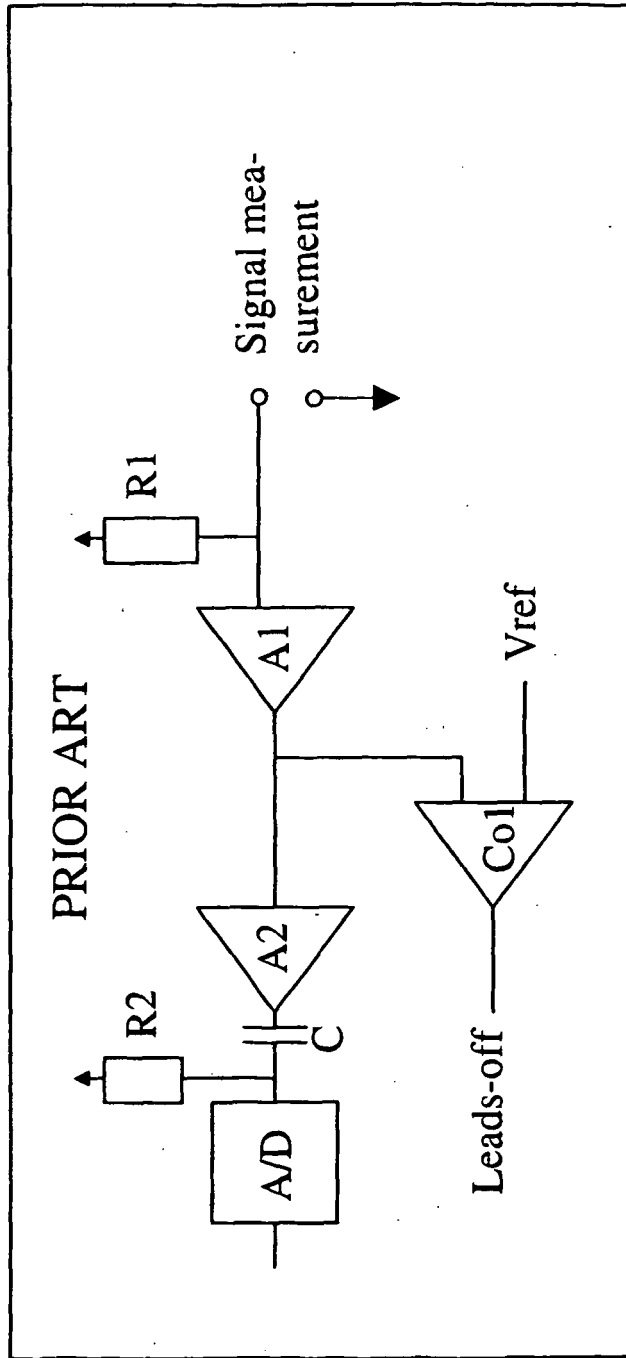 PRIOR ART
R2
R1
A/D
C
A2
A1
Signal mea-
surement
Co1
Leads-off
Vref